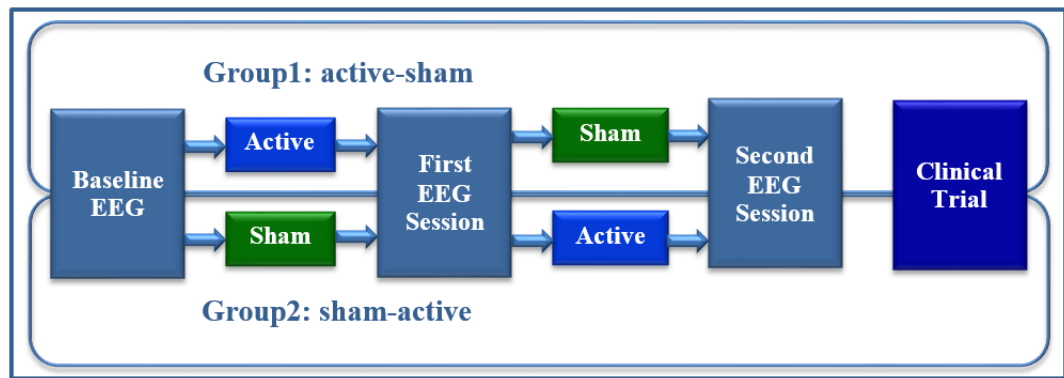 Group1: active-sham
Baseline
EEG
Active
Sham
First
EEG
Session
Sham
Active
Second
EEG
Session
Clinical
Trial
Group2: sham-active